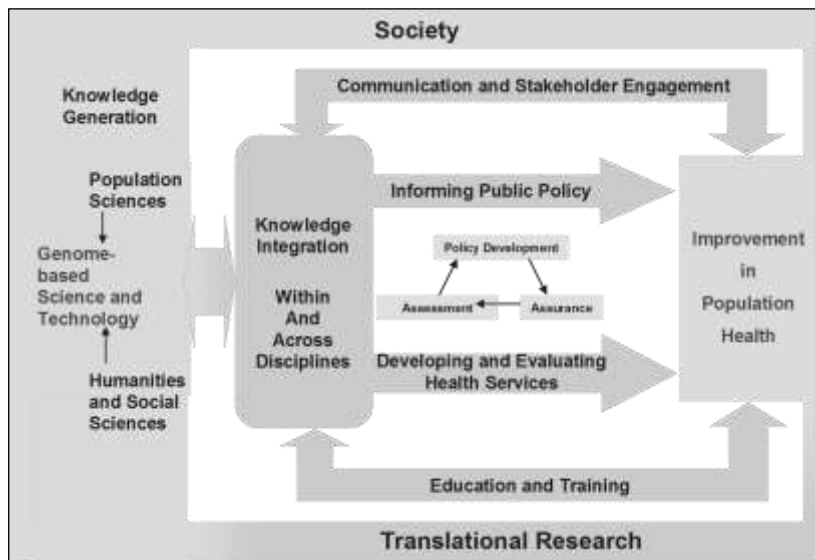 Society
Knowledge
Generation
Communication and Stakeholder Engagement
Population
Sciences
Genome-
based
Science and
Technology
Humanities
and Social
Sciences
Knowledge
Integration
Within
And
Across
Disciplines
Informing Public Policy
Policy Development
Assessment
Assurance
Developing and Evaluating
Health Services
Improvement
in
Population
Health
Education and Training
Translational Research